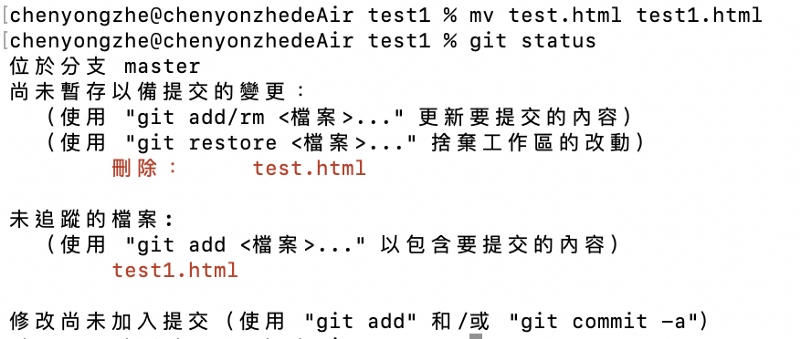 [chenyongzhe@chenyonzhedeAir test1 % mv test.html test1.html
[chenyongzhe@chenyonzhedeAir test1 % git status
位於分支 master
尚未暫存以備提交的變更：
（使用 "git add/rm <檔案>..." 更新要提交的內容）
（使用 "git restore <檔案>..." 捨棄工作區的改動）
刪除： test.html
未追蹤的檔案:
（使用 "git add <檔案>..." 以包含要提交的內容）
test1.html
修改尚未加入提交（使用 "git add" 和/或 "git commit -a"）